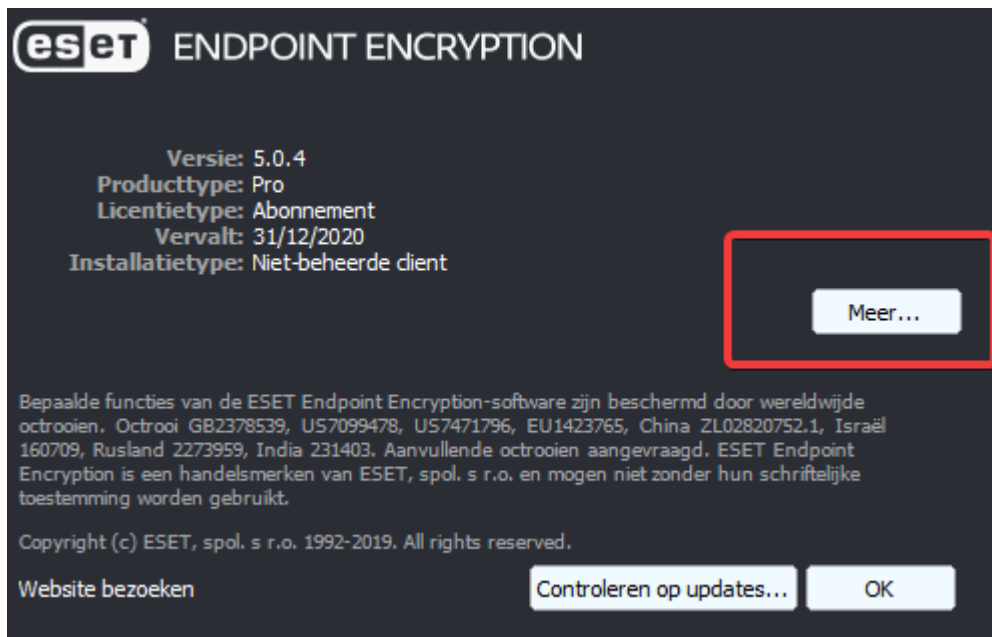 eset ENDPOINT ENCRYPTION
Versie: 5.0.4
Producttype: Pro
Licentietype: Abonnement
Vervalt: 31/12/2020
Installatietype: Niet-beheerde client
Meer...
Bepaalde functies van de ESET Endpoint Encryption-software zijn beschermd door wereldwijde
octrooien. Octrooi GB2378539, US7099478, US7471796, EU1423765, China ZL02820752.1, Israël
160709, Rusland 2273959, India 231403. Aanvullende octrooien aangevraagd. ESET Endpoint
Encryption is een handelsmerken van ESET, spol. s r.o. en mogen niet zonder hun schriftelijke
toestemming worden gebruikt.
Copyright (c) ESET, spol. s r.o. 1992-2019. All rights reserved.
Website bezoeken
Controleren op updates...
OK